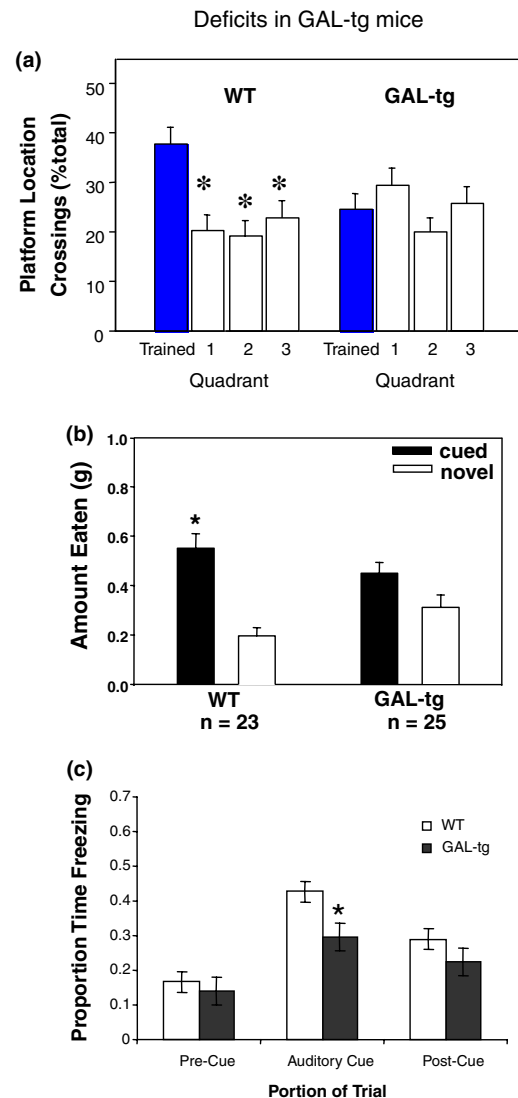 Deficits in GAL-tg mice
(a)
Platform Location
Crossings (%total)
50
40
30
20
10
0
WT
GAL-tg
* * *
Trained 1 2 3 Trained 1 2 3
Quadrant Quadrant
(b)
Amount Eaten (g)
1.0
0.8
0.6
0.4
0.2
0.0
cued
novel
*
WT GAL-tg
n = 23 n = 25
(c)
Proportion Time Freezing
0.7
0.6
0.5
0.4
0.3
0.2
0.1
0
WT
GAL-tg
*
Pre-Cue Auditory Cue Post-Cue
Portion of Trial